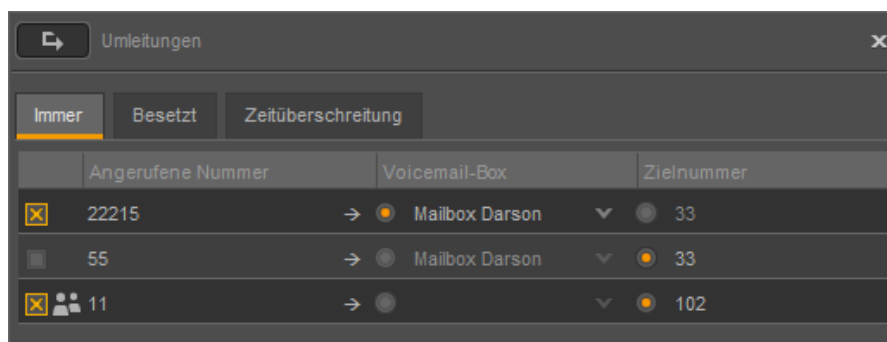 Umleitungen
Immer Besetzt Zeitüberschreitung
Angerufene Nummer Voicemail-Box Zielnummer
22215 Mailbox Darson 33
55 Mailbox Darson 33
11 102